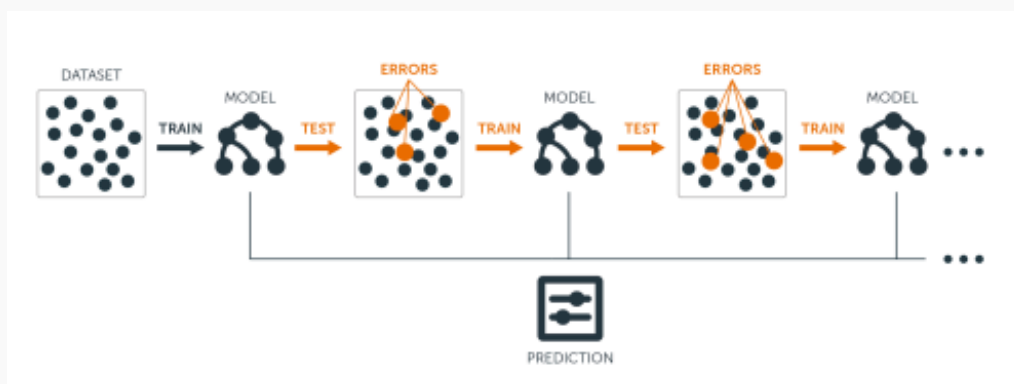 DATASET
MODEL
ERRORS
MODEL
ERRORS
MODEL
TRAIN
TEST
TRAIN
TEST
TRAIN
PREDICTION